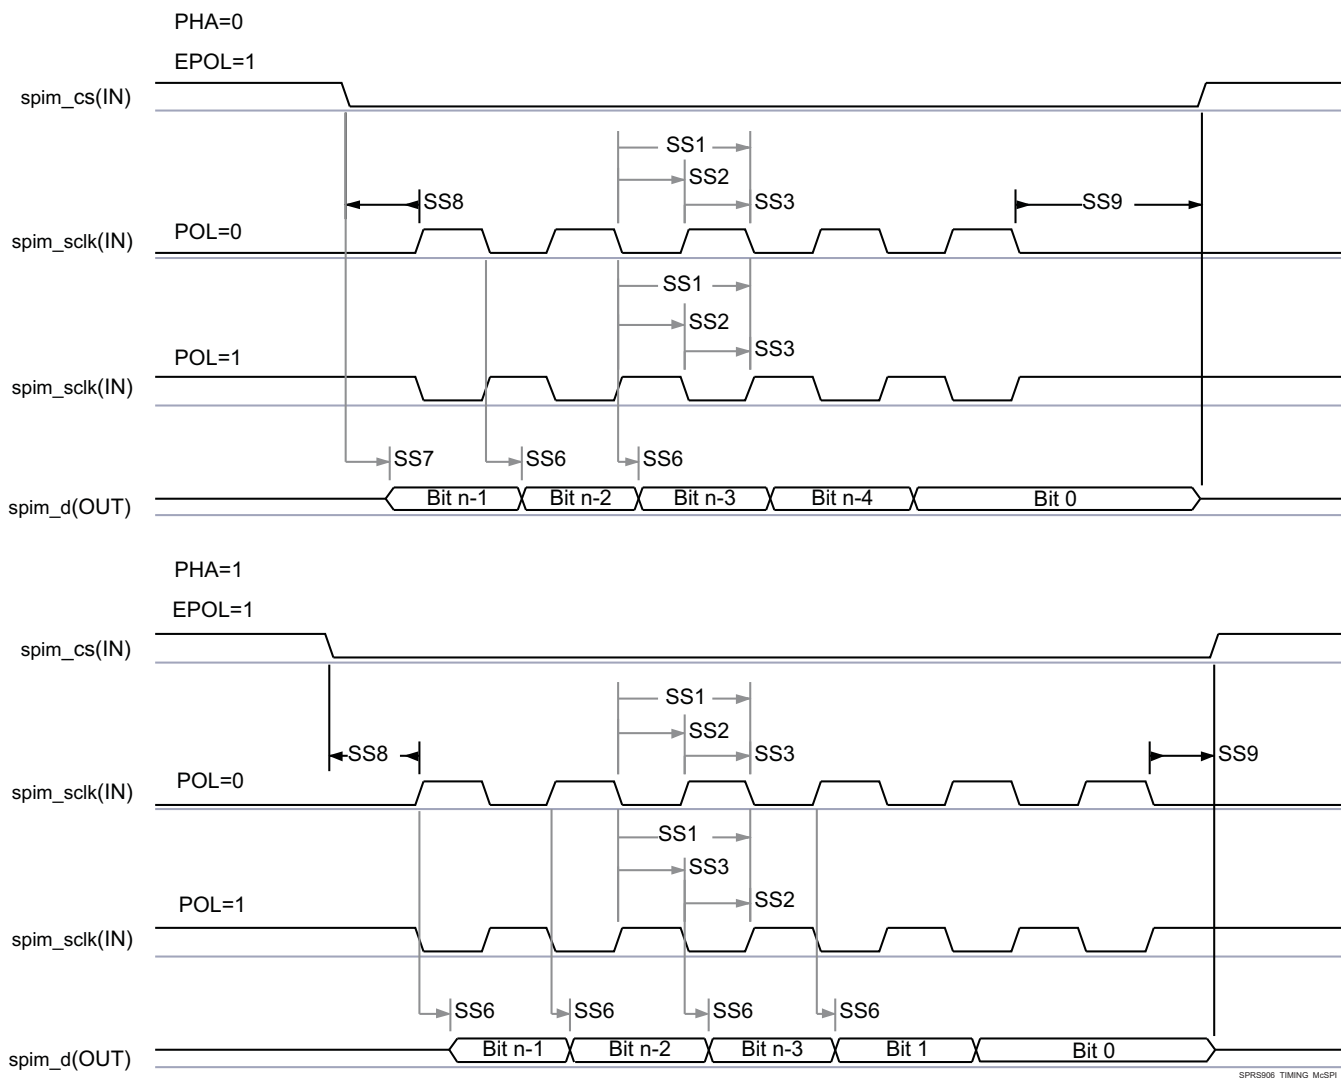 PHA=0
EPOL=1
spim_cs(IN)
SS1
SS2
SS8
SS3
SS9
POL=0
spim_sclk(IN)
SS1
SS2
SS3
POL=1
spim_sclk(IN)
SS7
SS6
SS6
spim_d(OUT)
Bit n-1
Bit n-2
Bit n-3
Bit n-4
Bit 0
PHA=1
EPOL=1
spim_cs(IN)
SS1
SS2
SS8
SS3
SS9
POL=0
spim_sclk(IN)
SS1
SS3
SS2
POL=1
spim_sclk(IN)
SS6
SS6
SS6
SS6
spim_d(OUT)
Bit n-1
Bit n-2
Bit n-3
Bit 1
Bit 0
SPRS906_TIMING_McSPI